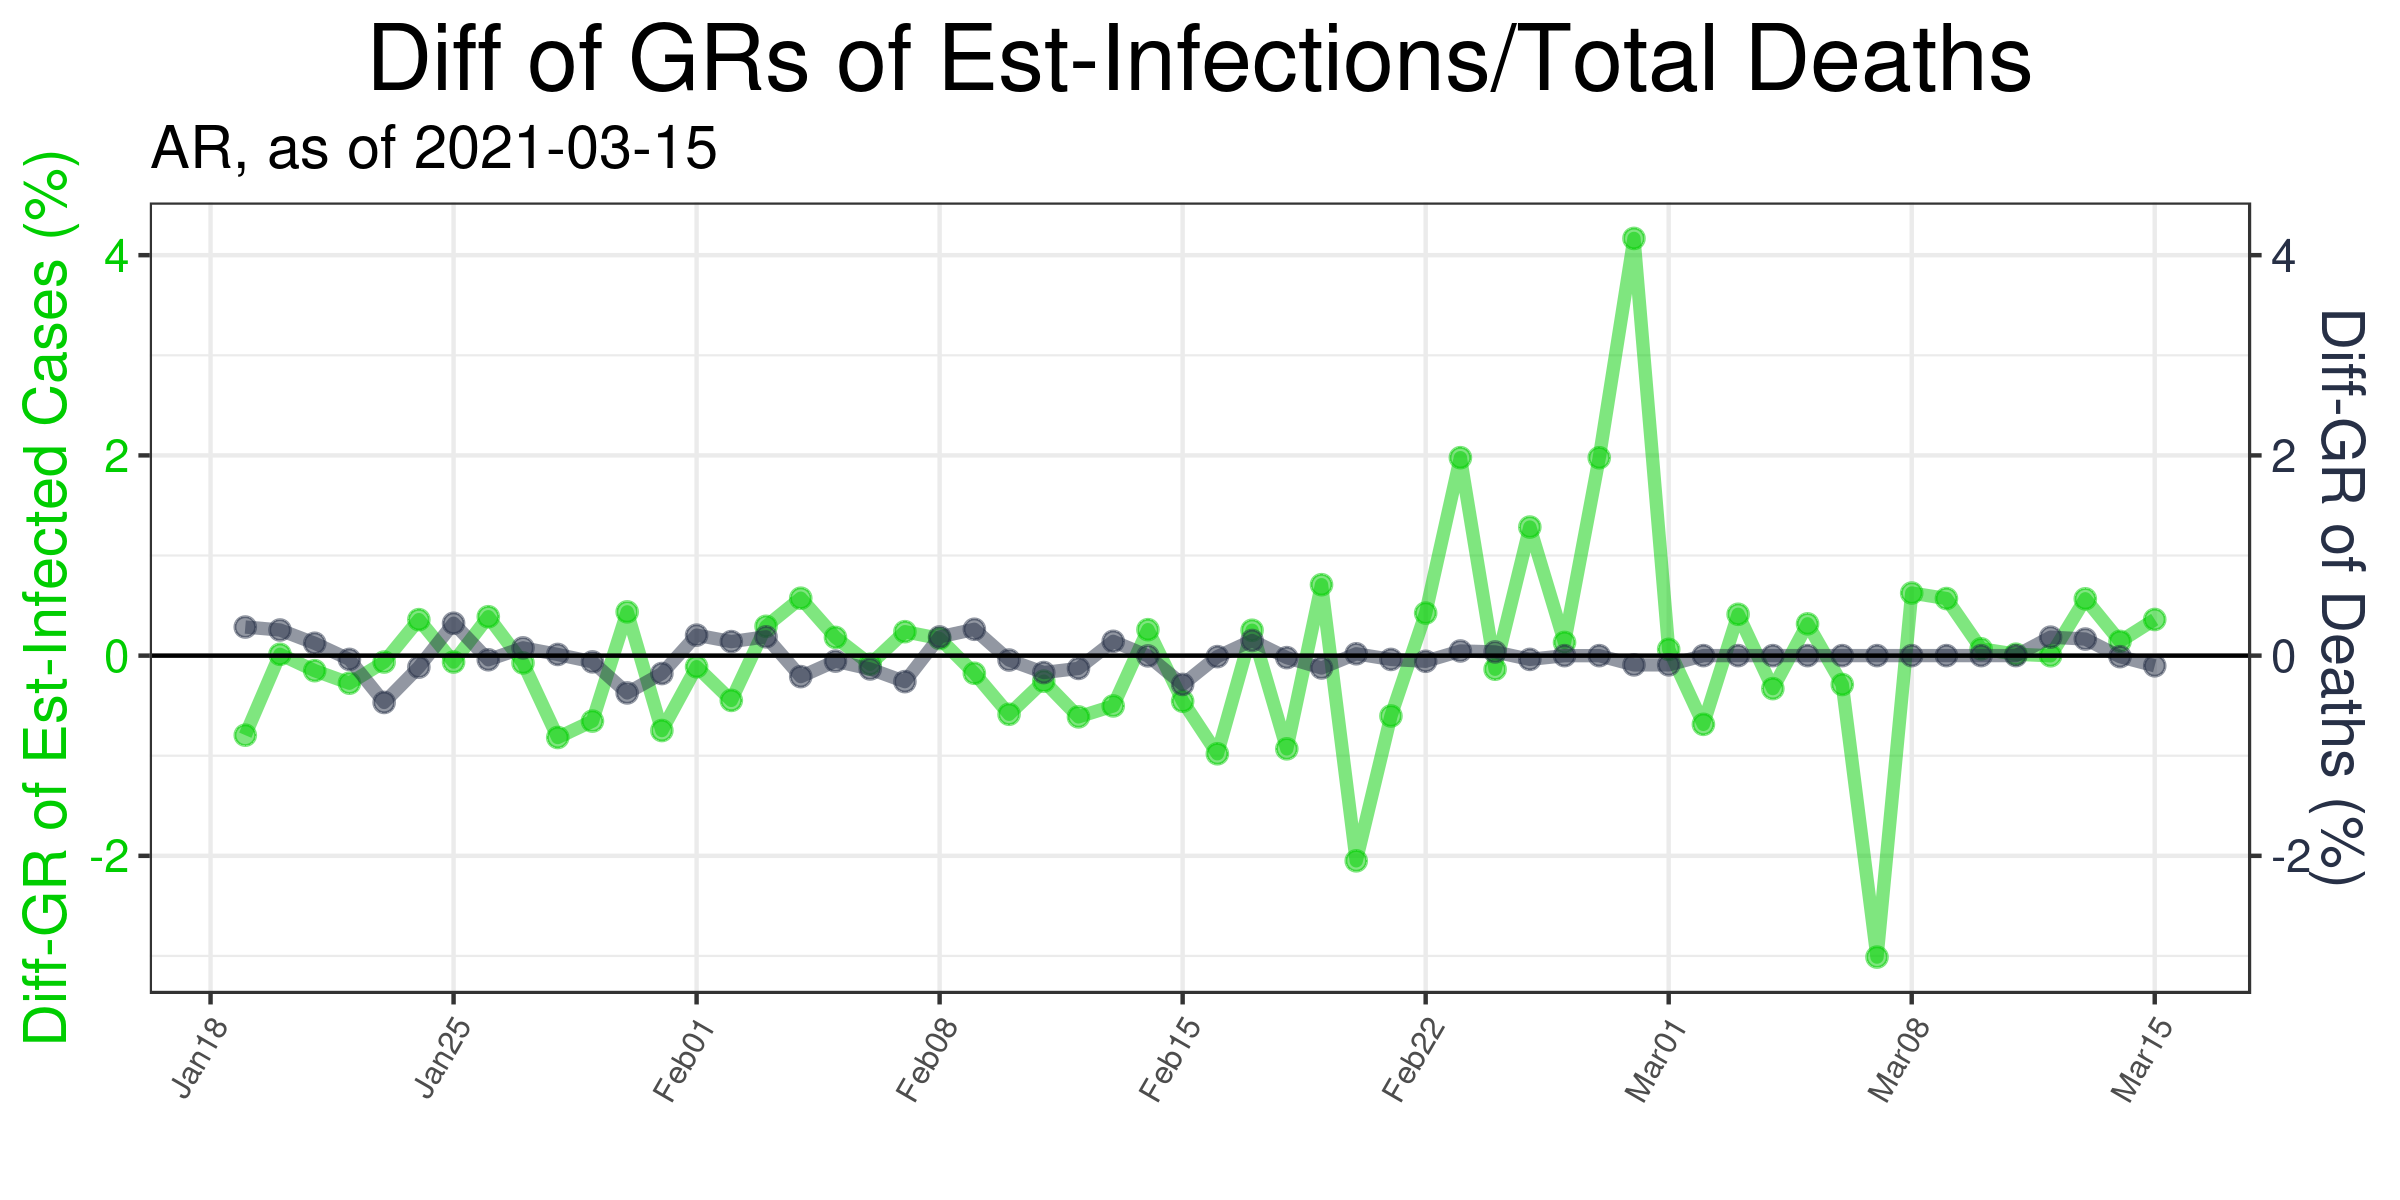 Diff of GRs of Est-Infections/Total Deaths
AR, as of 2021-03-15
Diff-GR of Est-Infected Cases (%)
4
2
0
-2
4
2
0
-2
Diff-GR of Deaths (%)
Jan18
Jan25
Feb01
Feb08
Feb15
Feb22
Mar01
Mar08
Mar15